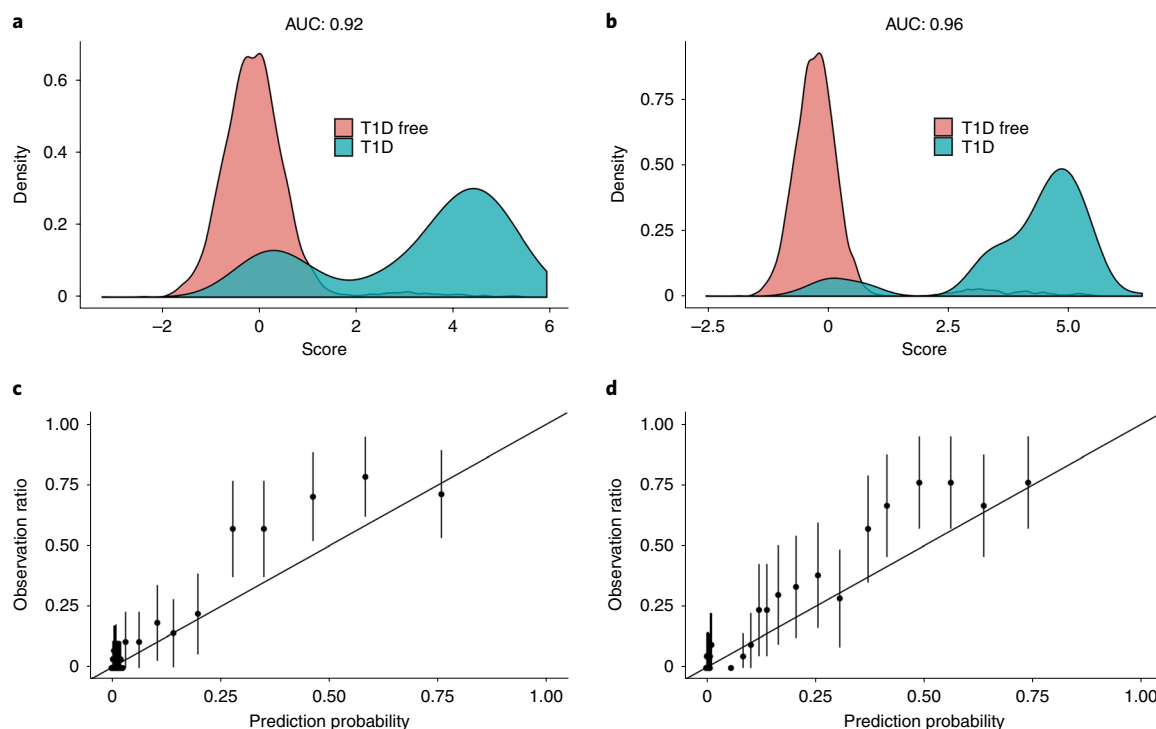 a
AUC: 0.92
Density
0.6
0.4
0.2
0
T1D free
T1D
−2
0
2
4
6
Score
b
AUC: 0.96
Density
0.75
0.50
0.25
0
T1D free
T1D
−2.5
0
2.5
5.0
Score
c
Observation ratio
1.00
0.75
0.50
0.25
0
0
0.25
0.50
0.75
1.00
Prediction probability
d
Observation ratio
1.00
0.75
0.50
0.25
0
0
0.25
0.50
0.75
1.00
Prediction probability